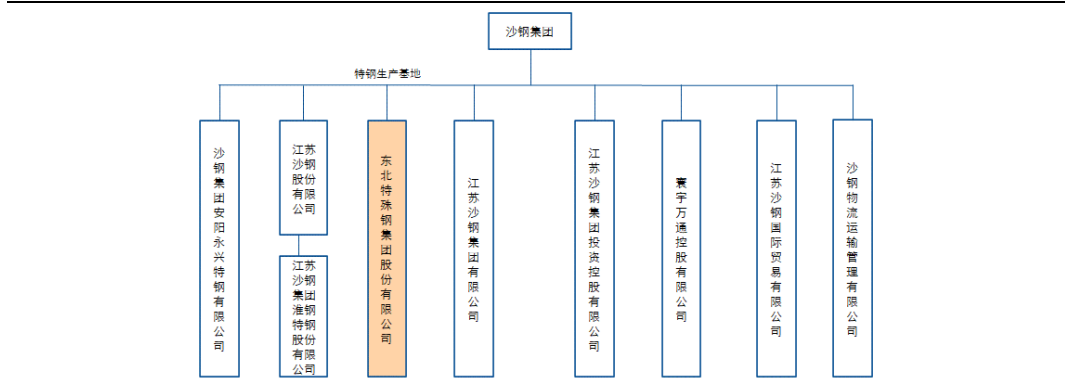 沙钢集团
特钢生产基地
沙钢集团安阳永兴特钢有限公司
江苏
沙钢
股份
有限
公司
江苏
沙钢
集团
淮钢
特钢
股份
有限
公司
东北特殊钢集团股份有限公司
江苏沙钢集团有限公司
江苏沙钢集团投资控股有限公司
寰宇万通控股有限公司
江苏沙钢国际贸易有限公司
沙钢物流运输管理有限公司